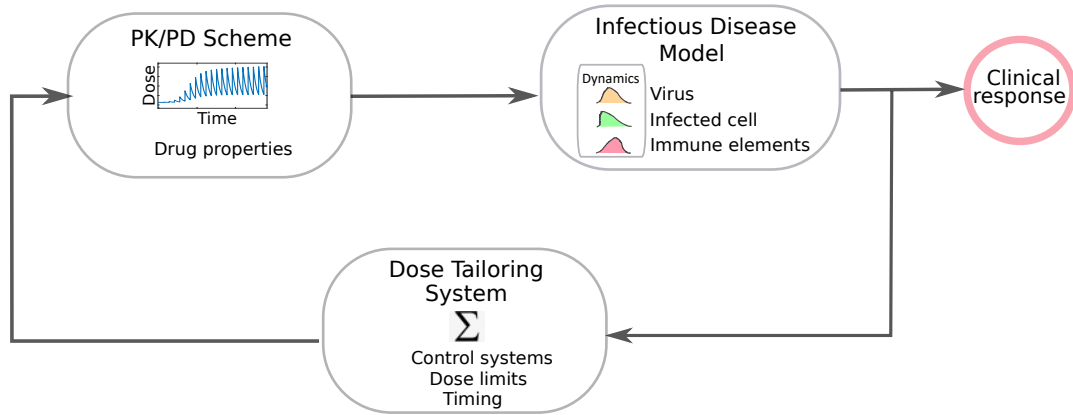 PK/PD Scheme
Dose
Time
Drug properties
Infectious Disease
Model
Dynamics
Virus
Infected cell
Immune elements
Clinical
response
Dose Tailoring
System
Σ
Control systems
Dose limits
Timing